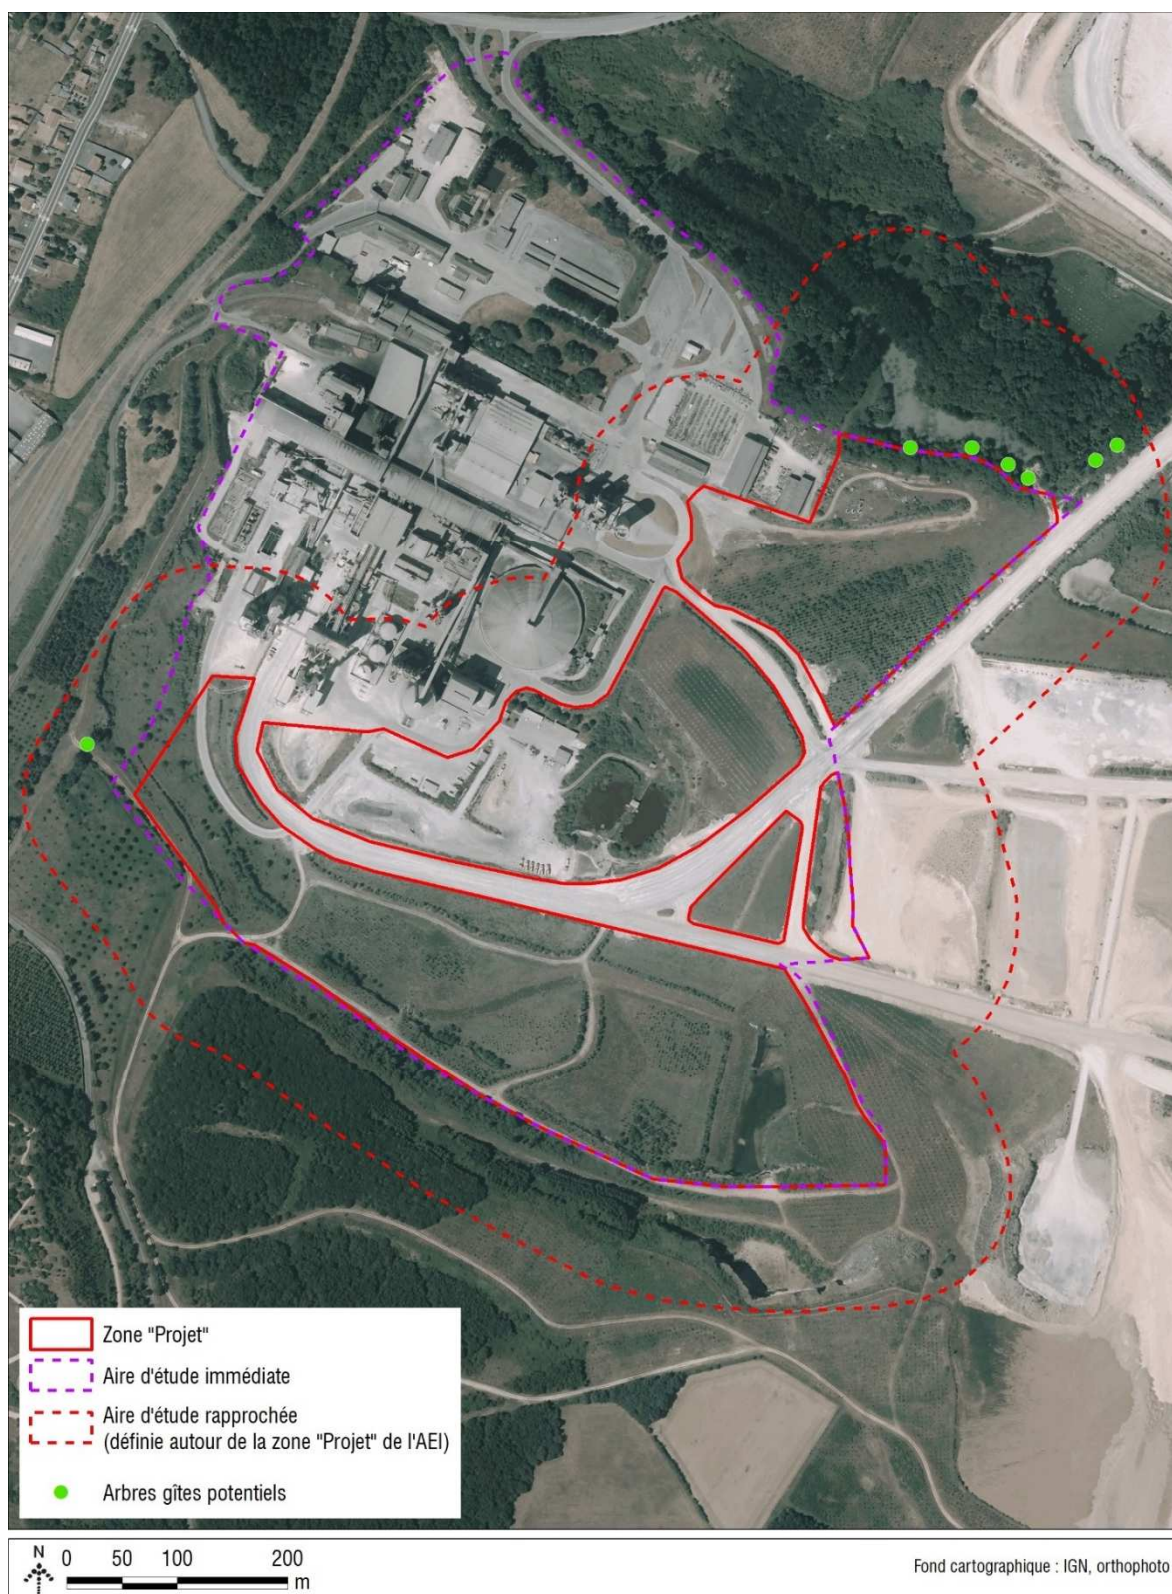 Zone "Projet"
Aire d'étude immédiate
Aire d'étude rapprochée
(définie autour de la zone "Projet" de l'AEI)
Arbres gîtes potentiels
N
0 50 100 200
m
Fond cartographique : IGN, orthophoto